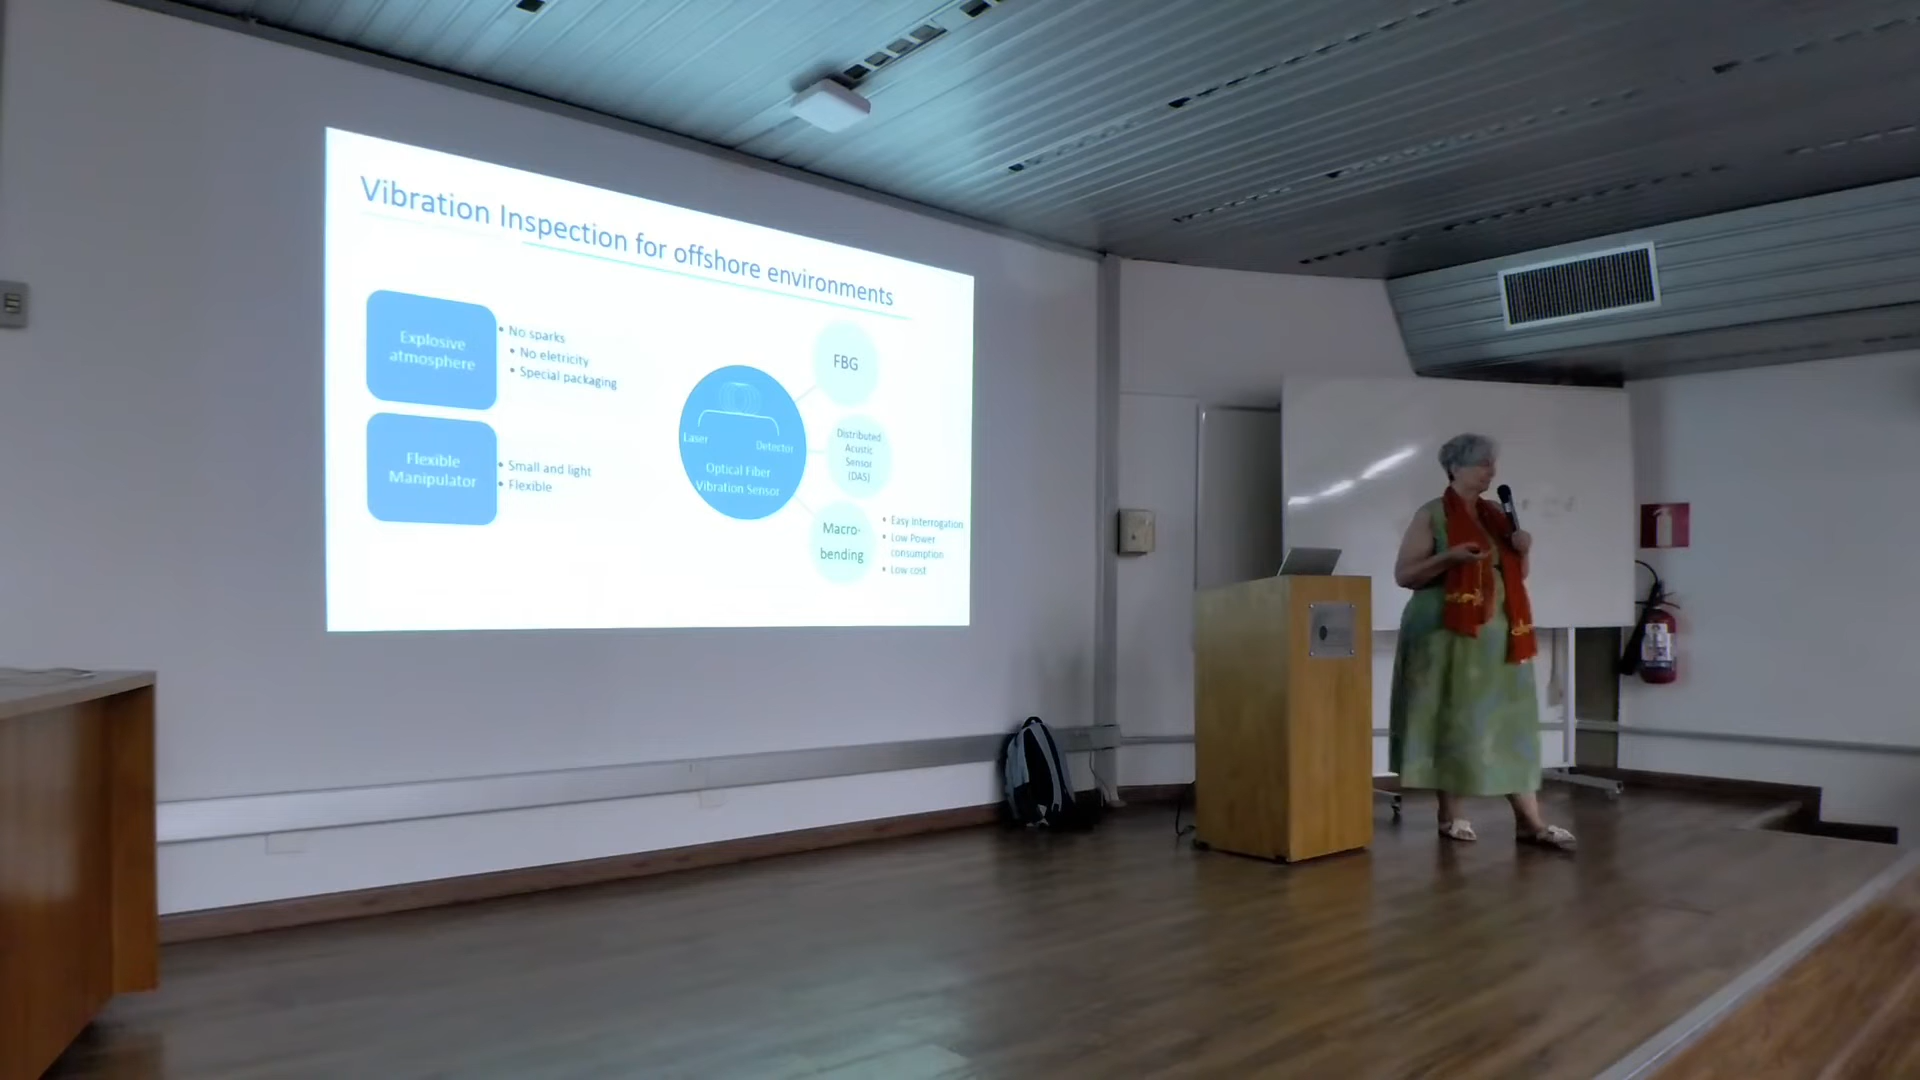 Vibration Inspection for offshore environments
Explosive
atmosphere
• No sparks
• No eletricity
• Special packaging
Flexible
Manipulator
• Small and light
• Flexible
Laser
Detector
Optical Fiber
Vibration Sensor
FBG
Distributed
Acustic
Sensor
(DAS)
Macro-
bending
• Easy interrogation
• Low Power
consumption
• Low cost